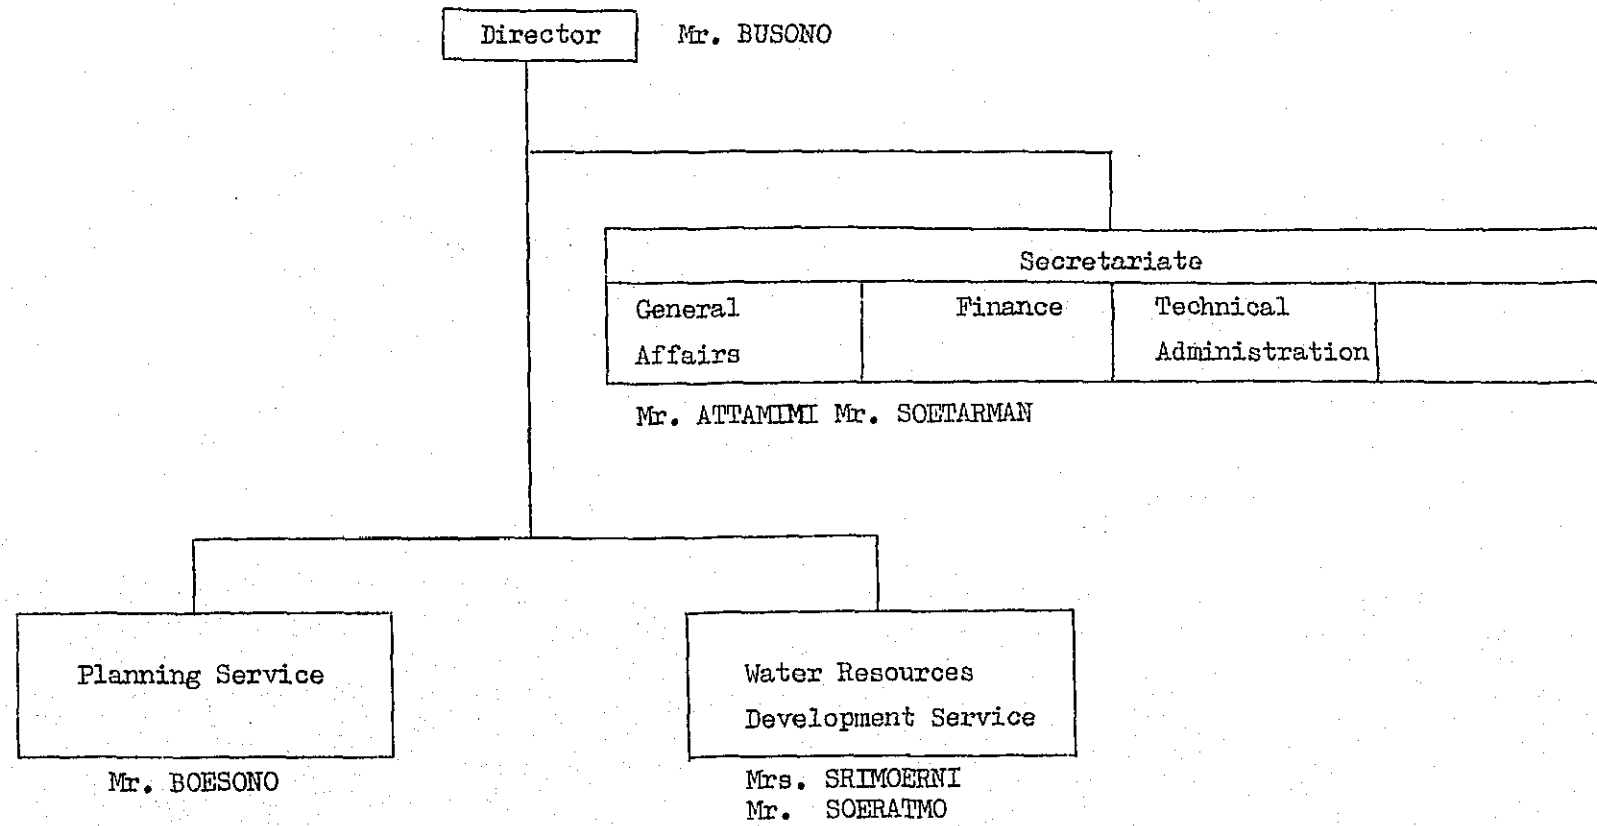 Director Mr. BUSONO
Secretariate
General Affairs
Finance
Technical Administration
Mr. ATTAMIMI Mr. SOETARMAN
Planning Service
Mr. BOESONO
Water Resources
Development Service
Mrs. SRIMOERNI
Mr. SOERATMO